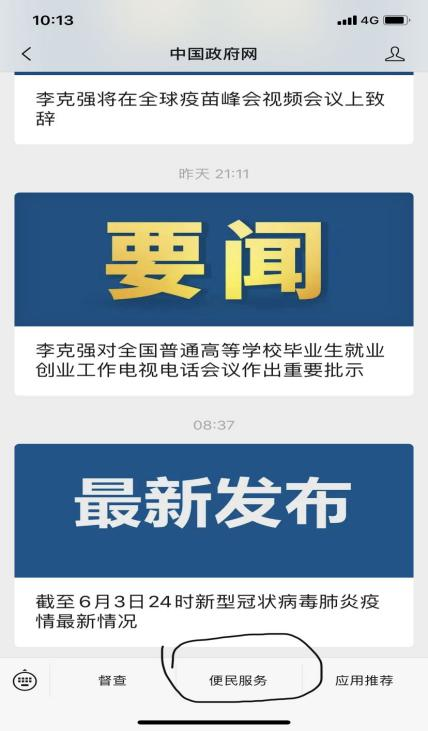 10:13
4G
中国政府网
李克强将在全球疫苗峰会视频会议上致
辞
昨天 21:11
要闻
李克强对全国普通高等学校毕业生就业
创业工作电视电话会议作出重要批示
08:37
最新发布
截至6月3日24时新型冠状病毒肺炎疫
情最新情况
督查
便民服务
应用推荐